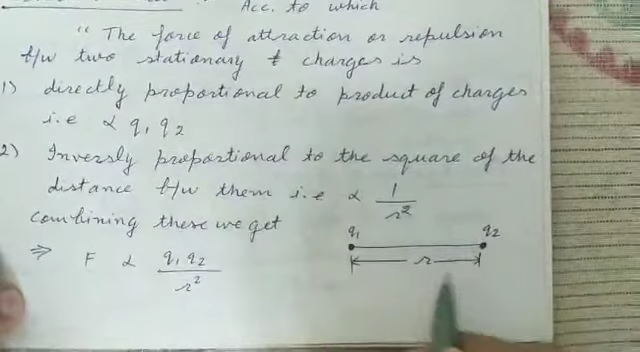 Acc. to which
" The force of attraction or repulsion
b/w two stationary charges is
1) directly proportional to product of charges
i.e ∝ q₁ q₂
2) Inversly proportional to the square of the
distance b/w them i.e ∝ 1/r²
combining these we get
⇒ F ∝ q₁ q₂/r²
q₁ q₂
r